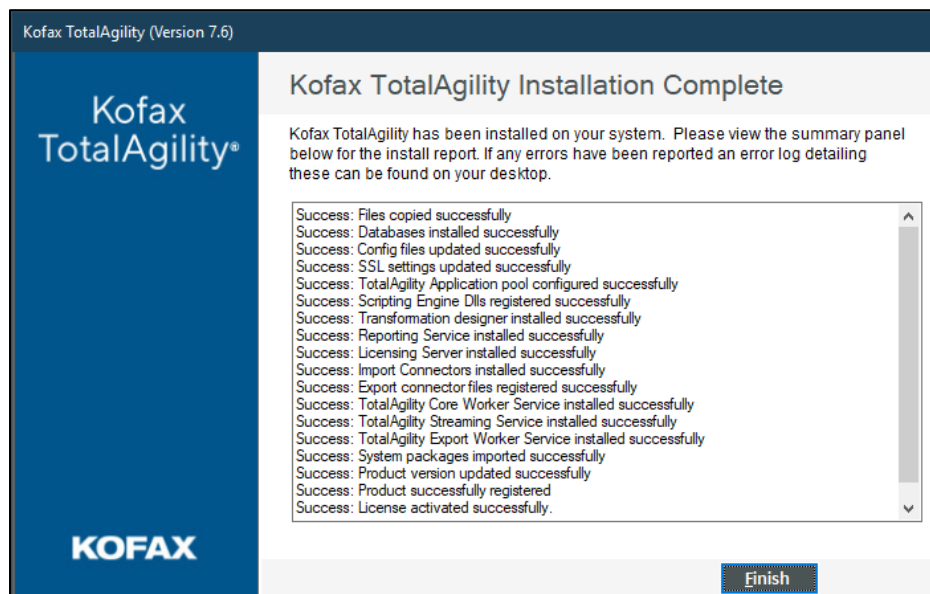 Kofax TotalAgility (Version 7.6)
Kofax
TotalAgility®
Kofax TotalAgility Installation Complete
Kofax TotalAgility has been installed on your system.  Please view the summary panel
below for the install report. If any errors have been reported an error log detailing
these can be found on your desktop.
Success: Files copied successfully
Success: Databases installed successfully
Success: Config files updated successfully
Success: SSL settings updated successfully
Success: TotalAgility Application pool configured successfully
Success: Scripting Engine Dlls registered successfully
Success: Transformation designer installed successfully
Success: Reporting Service installed successfully
Success: Licensing Server installed successfully
Success: Import Connectors installed successfully
Success: Export connector files registered successfully
Success: TotalAgility Core Worker Service installed successfully
Success: TotalAgility Streaming Service installed successfully
Success: TotalAgility Export Worker Service installed successfully
Success: System packages imported successfully
Success: Product version updated successfully
Success: Product successfully registered
Success: License activated successfully.
KOFAX
Finish